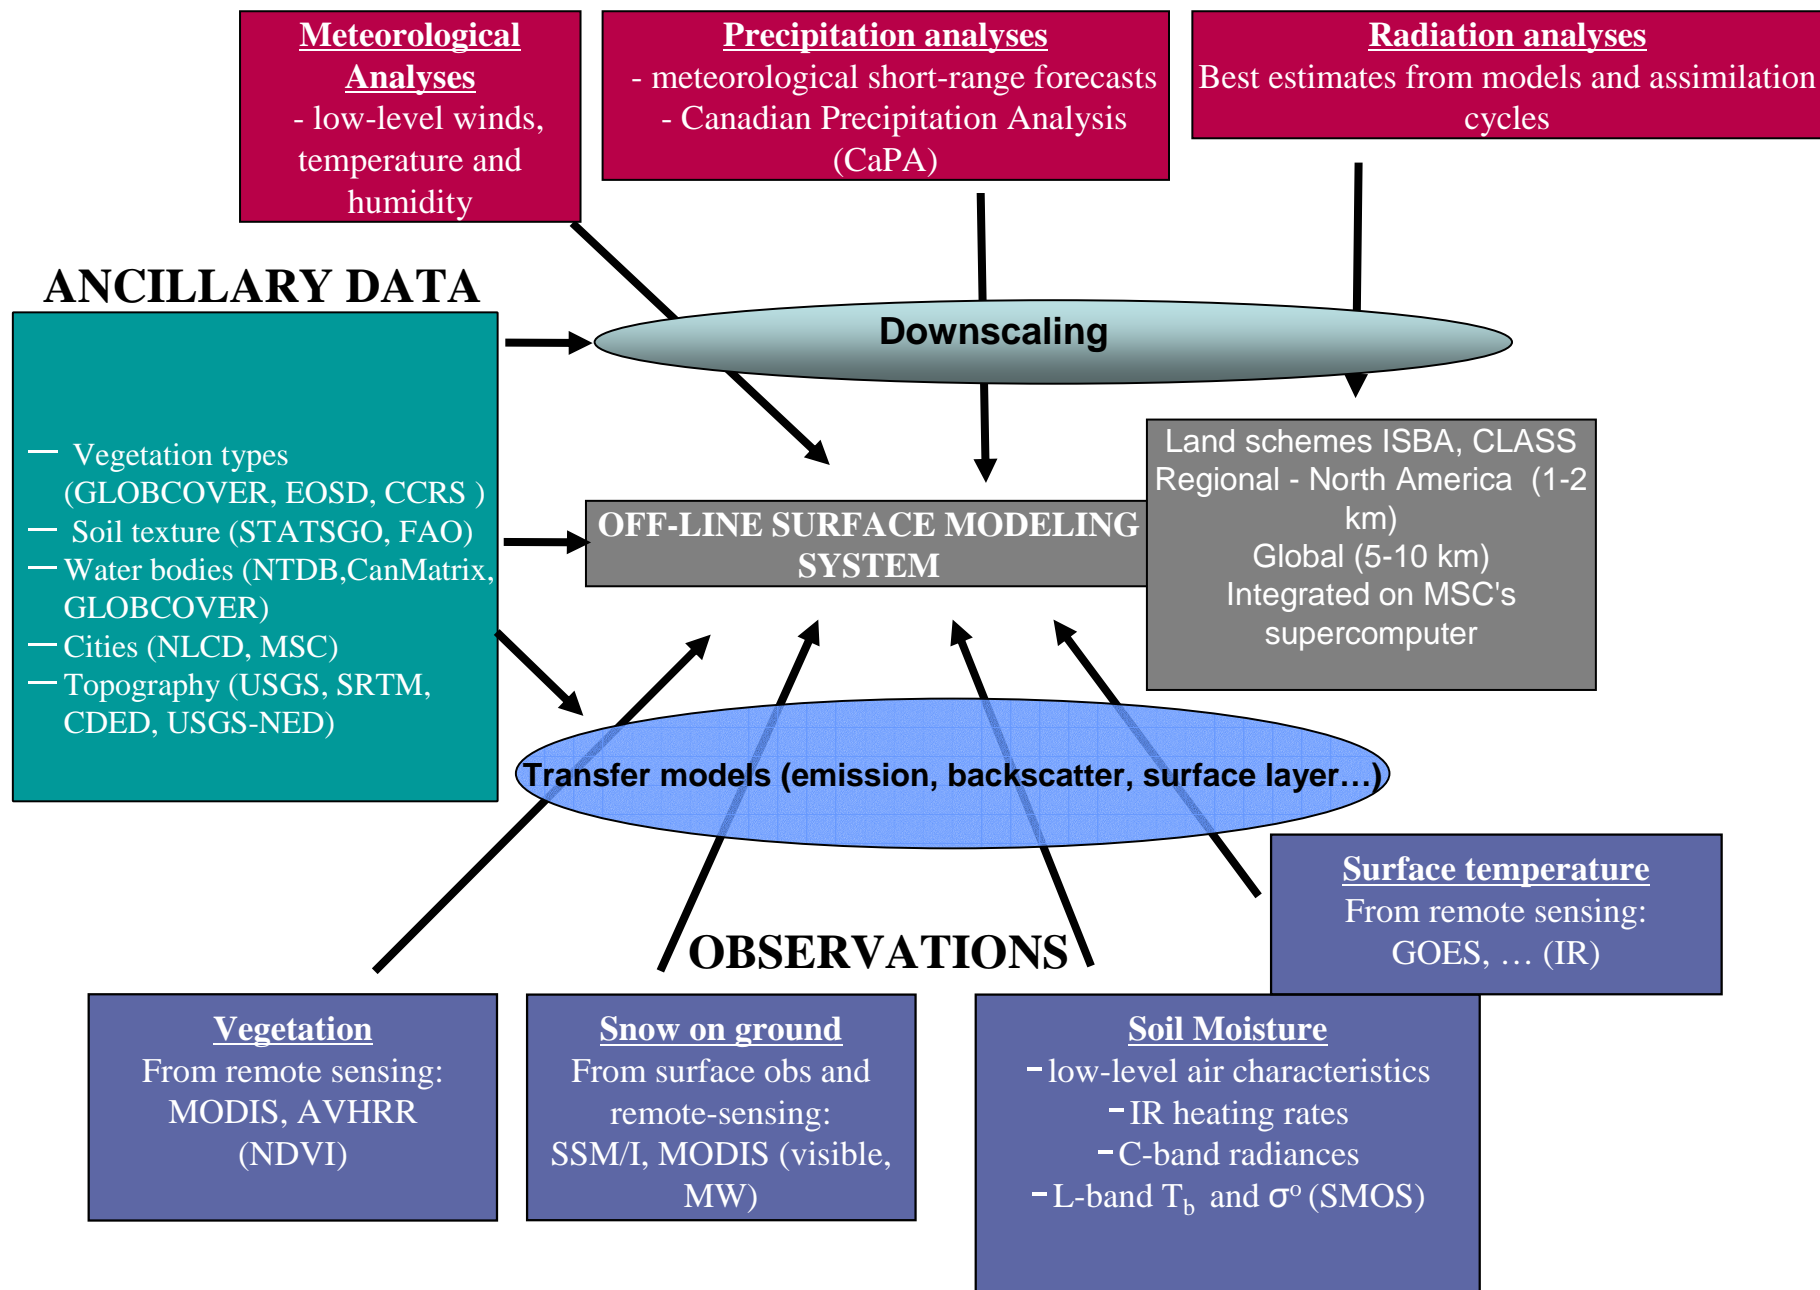 Meteorological
Analyses
- low-level winds,
temperature and
humidity
Precipitation analyses
- meteorological short-range forecasts
- Canadian Precipitation Analysis
(CaPA)
Radiation analyses
Best estimates from models and assimilation
cycles
ANCILLARY DATA
— Vegetation types
(GLOBCOVER, EOSD, CCRS )
— Soil texture (STATSGO, FAO)
— Water bodies (NTDB,CanMatrix,
GLOBCOVER)
— Cities (NLCD, MSC)
— Topography (USGS, SRTM,
CDED, USGS-NED)
Downscaling
OFF-LINE SURFACE MODELING
SYSTEM
Land schemes ISBA, CLASS
Regional - North America (1-2
km)
Global (5-10 km)
Integrated on MSC's
supercomputer
Transfer models (emission, backscatter, surface layer…)
OBSERVATIONS
Surface temperature
From remote sensing:
GOES, … (IR)
Vegetation
From remote sensing:
MODIS, AVHRR
(NDVI)
Snow on ground
From surface obs and
remote-sensing:
SSM/I, MODIS (visible,
MW)
Soil Moisture
- low-level air characteristics
- IR heating rates
- C-band radiances
- L-band Tb and σo (SMOS)